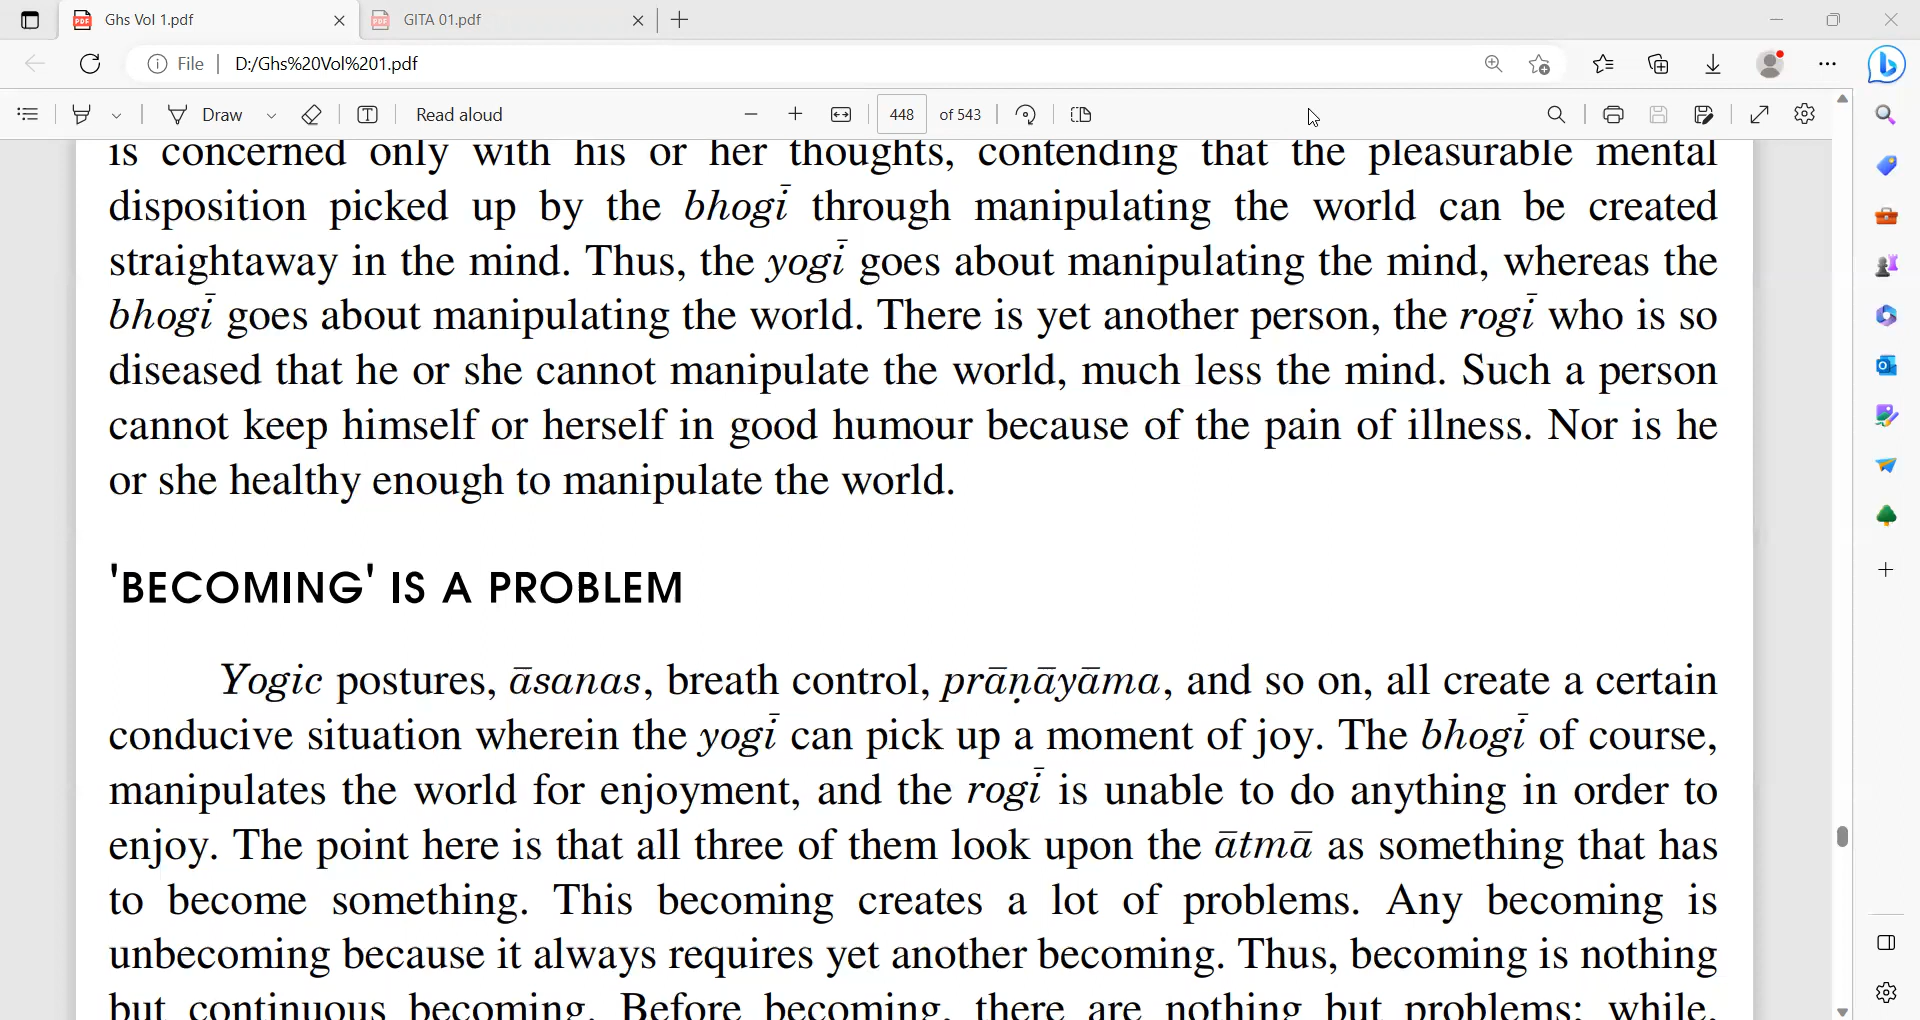 Ghs Vol 1.pdf
GITA 01.pdf
File
D:/Ghs%20Vol%201.pdf
Draw
Read aloud
448 of 543
is concerned only with his or her thoughts, contending that the pleasurable mental
disposition picked up by the bhogī through manipulating the world can be created
straightaway in the mind. Thus, the yogī goes about manipulating the mind, whereas the
bhogī goes about manipulating the world. There is yet another person, the rogī who is so
diseased that he or she cannot manipulate the world, much less the mind. Such a person
cannot keep himself or herself in good humour because of the pain of illness. Nor is he
or she healthy enough to manipulate the world.
'BECOMING' IS A PROBLEM
Yogic postures, āsanas, breath control, prāṇāyāma, and so on, all create a certain
conducive situation wherein the yogī can pick up a moment of joy. The bhogī of course,
manipulates the world for enjoyment, and the rogī is unable to do anything in order to
enjoy. The point here is that all three of them look upon the ātmā as something that has
to become something. This becoming creates a lot of problems. Any becoming is
unbecoming because it always requires yet another becoming. Thus, becoming is nothing
but continuous becoming. Before becoming, there are nothing but problems; while,